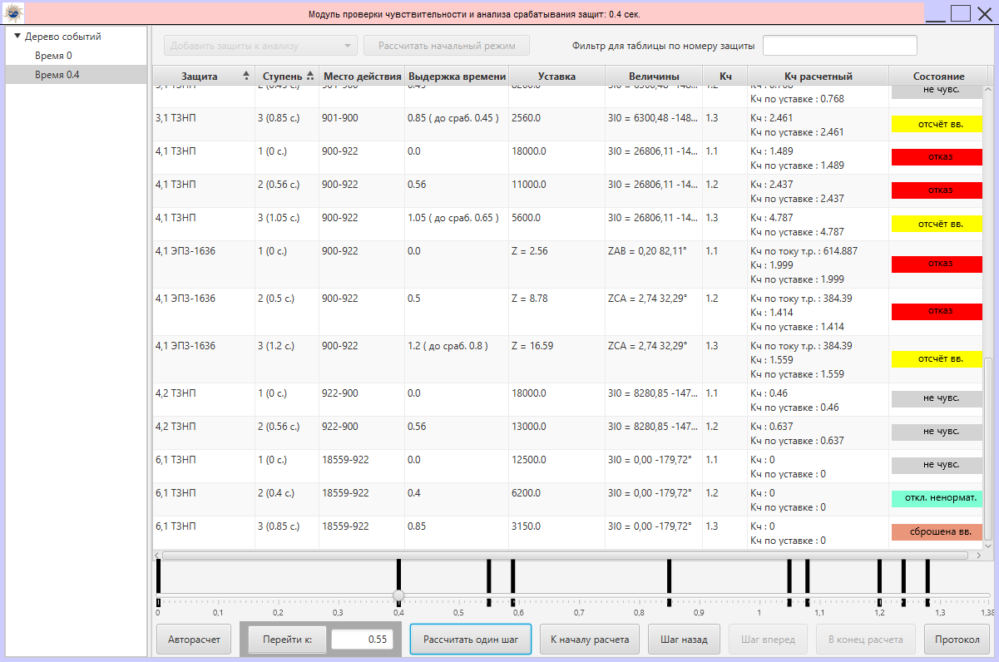 Модуль проверки чувствительности и анализа срабатывания защит: 0.4 сек.
Дерево событий
Время 0
Время 0.4
Добавить защиты к анализу
Рассчитать начальный режим
Фильтр для таблицы по номеру защиты
Защита Ступень Место действия Выдержка времени Уставка Величины Кч Кч расчетный Состояние
3,1 ТЗНП 2 (0.45 с.) 901-900 0.45 8200.0 3I0 = 6300,48 -148... 1.2 Кч : 0.768 не чувс.
Кч по уставке : 0.768
3,1 ТЗНП 3 (0.85 с.) 901-900 0.85 ( до сраб. 0.45 ) 2560.0 3I0 = 6300,48 -148... 1.3 Кч : 2.461 отсчёт вв.
Кч по уставке : 2.461
4,1 ТЗНП 1 (0 с.) 900-922 0.0 18000.0 3I0 = 26806,11 -14... 1.1 Кч : 1.489 отказ
Кч по уставке : 1.489
4,1 ТЗНП 2 (0.56 с.) 900-922 0.56 11000.0 3I0 = 26806,11 -14... 1.2 Кч : 2.437 отказ
Кч по уставке : 2.437
4,1 ТЗНП 3 (1.05 с.) 900-922 1.05 ( до сраб. 0.65 ) 5600.0 3I0 = 26806,11 -14... 1.3 Кч : 4.787 отсчёт вв.
Кч по уставке : 4.787
4,1 ЭПЗ-1636 1 (0 с.) 900-922 0.0 Z = 2.56 ZAB = 0,20 82,11° 1.1 Кч по току т.р. : 614.887
Кч : 1.999 отказ
Кч по уставке : 1.999
4,1 ЭПЗ-1636 2 (0.5 с.) 900-922 0.5 Z = 8.78 ZCA = 2,74 32,29° 1.2 Кч по току т.р. : 384.39
Кч : 1.414 отказ
Кч по уставке : 1.414
4,1 ЭПЗ-1636 3 (1.2 с.) 900-922 1.2 ( до сраб. 0.8 ) Z = 16.59 ZCA = 2,74 32,29° 1.3 Кч по току т.р. : 384.39
Кч : 1.559 отсчёт вв.
Кч по уставке : 1.559
4,2 ТЗНП 1 (0 с.) 922-900 0.0 18000.0 3I0 = 8280,85 -147... 1.1 Кч : 0.46 не чувс.
Кч по уставке : 0.46
4,2 ТЗНП 2 (0.56 с.) 922-900 0.56 13000.0 3I0 = 8280,85 -147... 1.2 Кч : 0.637 не чувс.
Кч по уставке : 0.637
6,1 ТЗНП 1 (0 с.) 18559-922 0.0 12500.0 3I0 = 0,00 -179,72° 1.1 Кч : 0 не чувс.
Кч по уставке : 0
6,1 ТЗНП 2 (0.4 с.) 18559-922 0.4 6200.0 3I0 = 0,00 -179,72° 1.2 Кч : 0 откл. ненормат.
Кч по уставке : 0
6,1 ТЗНП 3 (0.85 с.) 18559-922 0.85 3150.0 3I0 = 0,00 -179,72° 1.3 Кч : 0 сброшена вв.
Кч по уставке : 0
0 0,1 0,2 0,3 0,4 0,5 0,6 0,7 0,8 0,9 1 1,1 1,2 1,3 1,38
Авторасчет Перейти к: 0.55 Рассчитать один шаг К началу расчета Шаг назад Шаг вперед В конец расчета Протокол